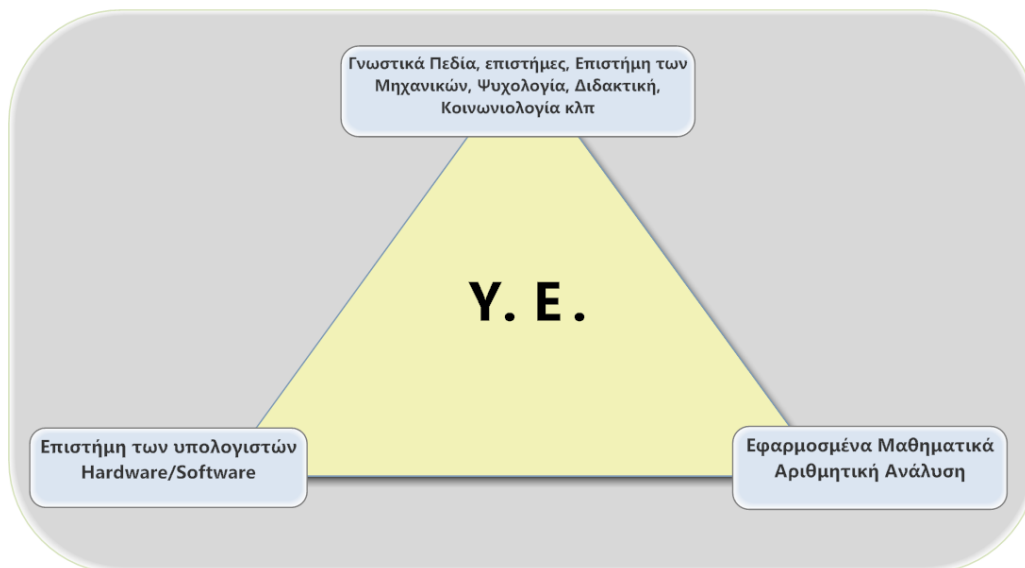 Γνωστικά Πεδία, επιστήμες, Επιστήμη των
Μηχανικών, Ψυχολογία, Διδακτική,
Κοινωνιολογία κλπ
Υ. Ε.
Επιστήμη των υπολογιστών
Hardware/Software
Εφαρμοσμένα Μαθηματικά
Αριθμητική Ανάλυση